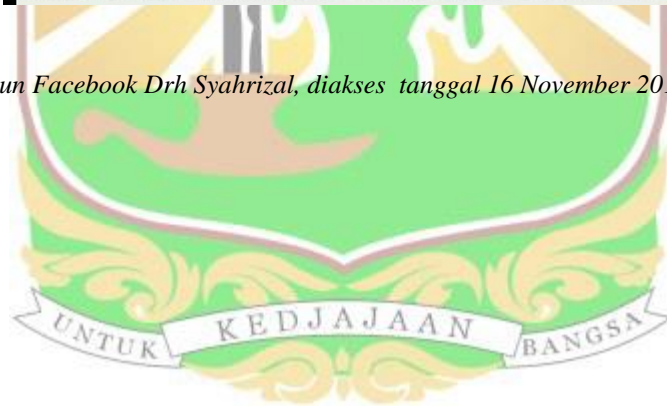 un Facebook Drh Syahrizal, diakses tanggal 16 November 20
UNTUK KEDJAJAAN BANGSA